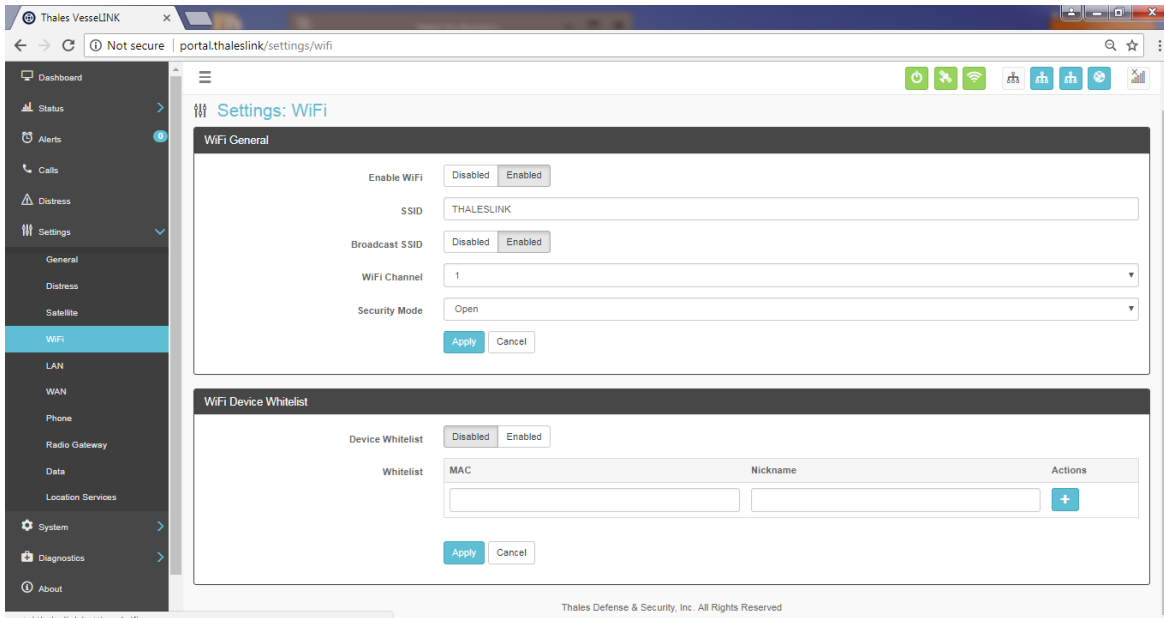 Thales VesseLINK
Not secure | portal.thaleslink/settings/wifi
Dashboard
Status
Alerts 0
Calls
Distress
Settings
General
Distress
Satellite
WiFi
LAN
WAN
Phone
Radio Gateway
Data
Location Services
System
Diagnostics
About
Settings: WiFi
WiFi General
Enable WiFi Disabled Enabled
SSID THALESLINK
Broadcast SSID Disabled Enabled
WiFi Channel 1
Security Mode Open
Apply Cancel
WiFi Device Whitelist
Device Whitelist Disabled Enabled
Whitelist MAC Nickname Actions
Apply Cancel
Thales Defense & Security, Inc. All Rights Reserved